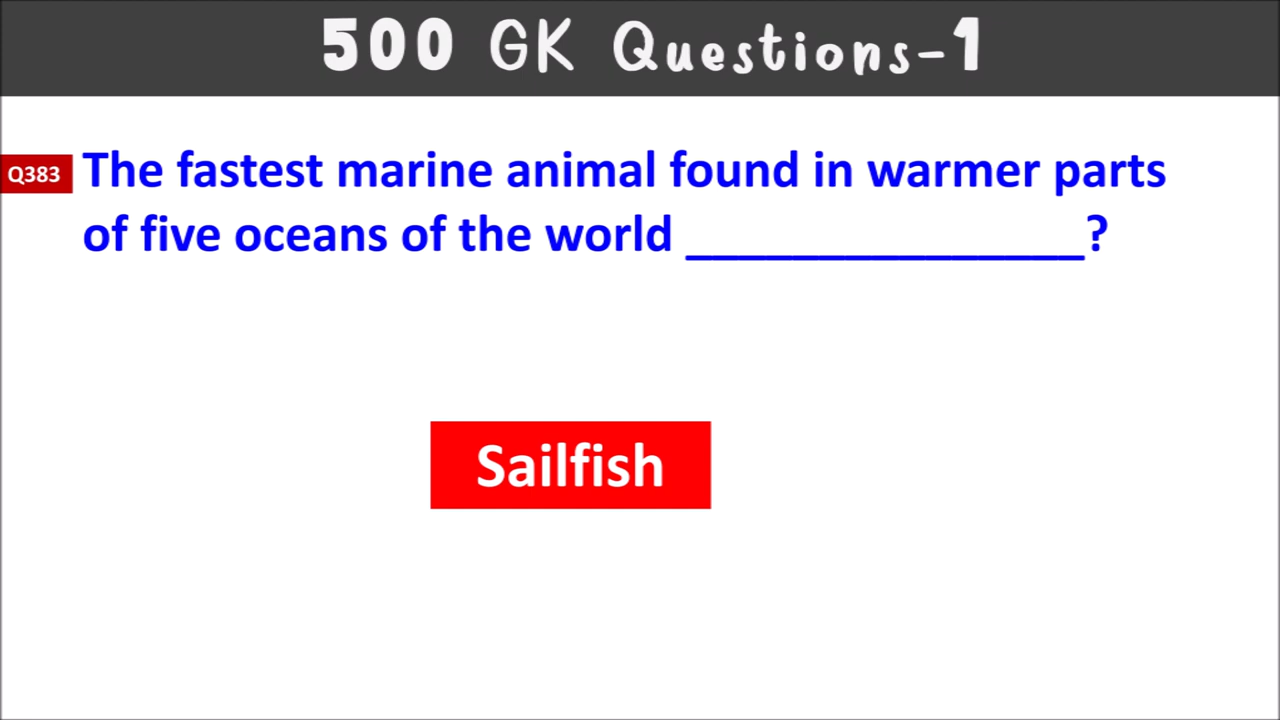 500 GK Questions-1
Q383 The fastest marine animal found in warmer parts
of five oceans of the world _______________?
Sailfish